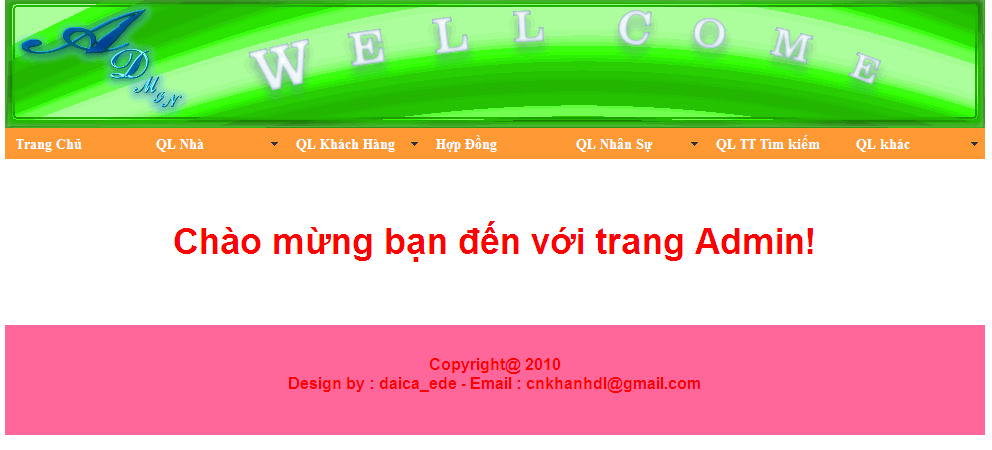 ADMIN
WELLCOME
Trang Chủ QL Nhà QL Khách Hàng Hợp Đồng QL Nhân Sự QL TT Tìm kiếm QL khác
Chào mừng bạn đến với trang Admin!
Copyright@ 2010
Design by : daica_ede - Email : cnkhanhdl@gmail.com